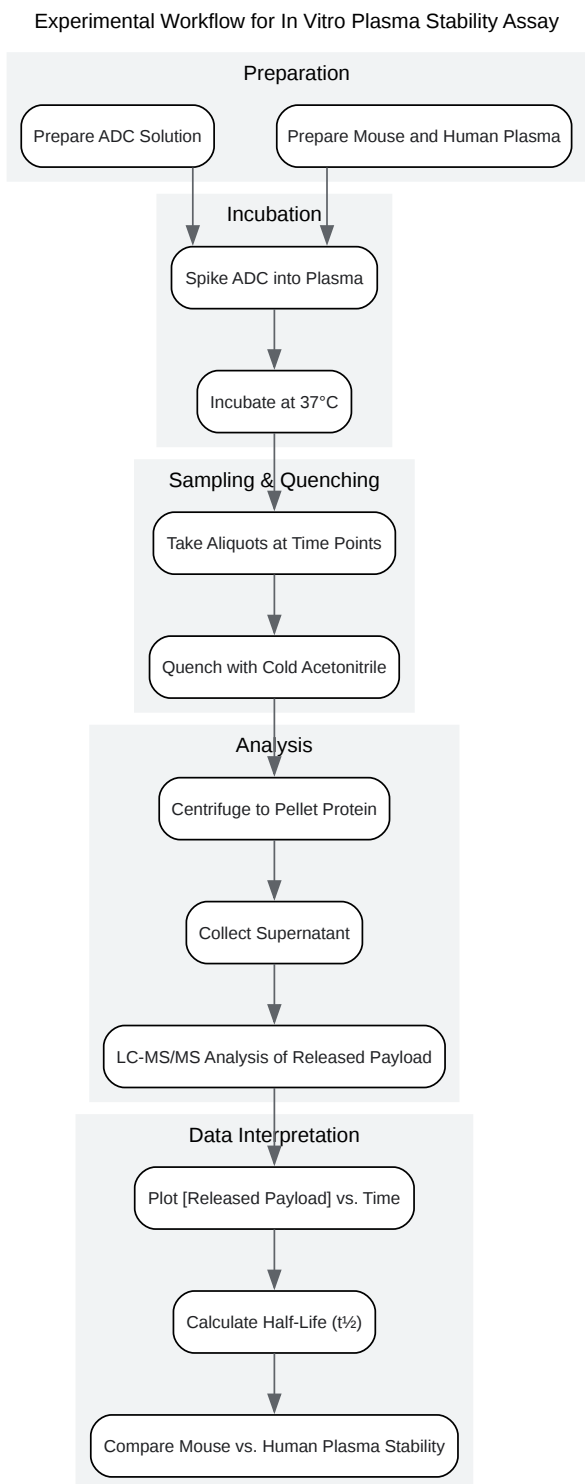 Experimental Workflow for In Vitro Plasma Stability Assay
Preparation
Prepare ADC Solution
Prepare Mouse and Human Plasma
Incubation
Spike ADC into Plasma
Incubate at 37°C
Sampling & Quenching
Take Aliquots at Time Points
Quench with Cold Acetonitrile
Analysis
Centrifuge to Pellet Protein
Collect Supernatant
LC-MS/MS Analysis of Released Payload
Data Interpretation
Plot [Released Payload] vs. Time
Calculate Half-Life (t½)
Compare Mouse vs. Human Plasma Stability